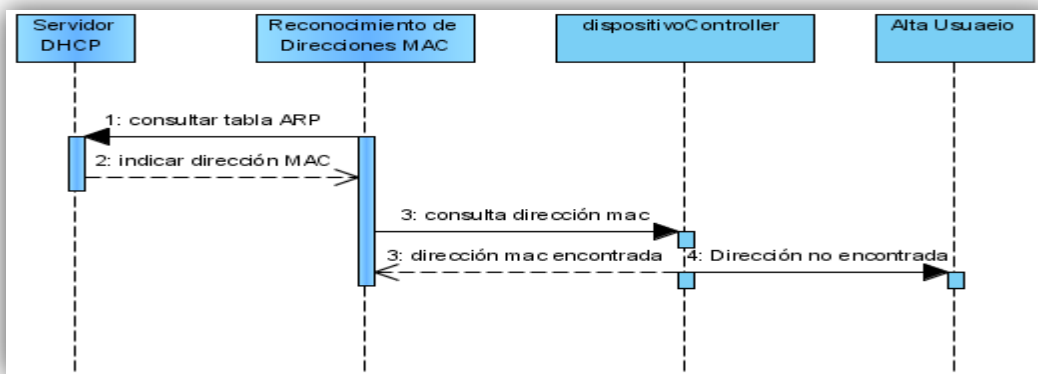 Servidor
DHCP
Reconocimiento de
Direcciones MAC
dispositivoController
Alta Usuaeio
1: consultar tabla ARP
2: indicar dirección MAC
3: consulta dirección mac
3: dirección mac encontrada
4: Dirección no encontrada